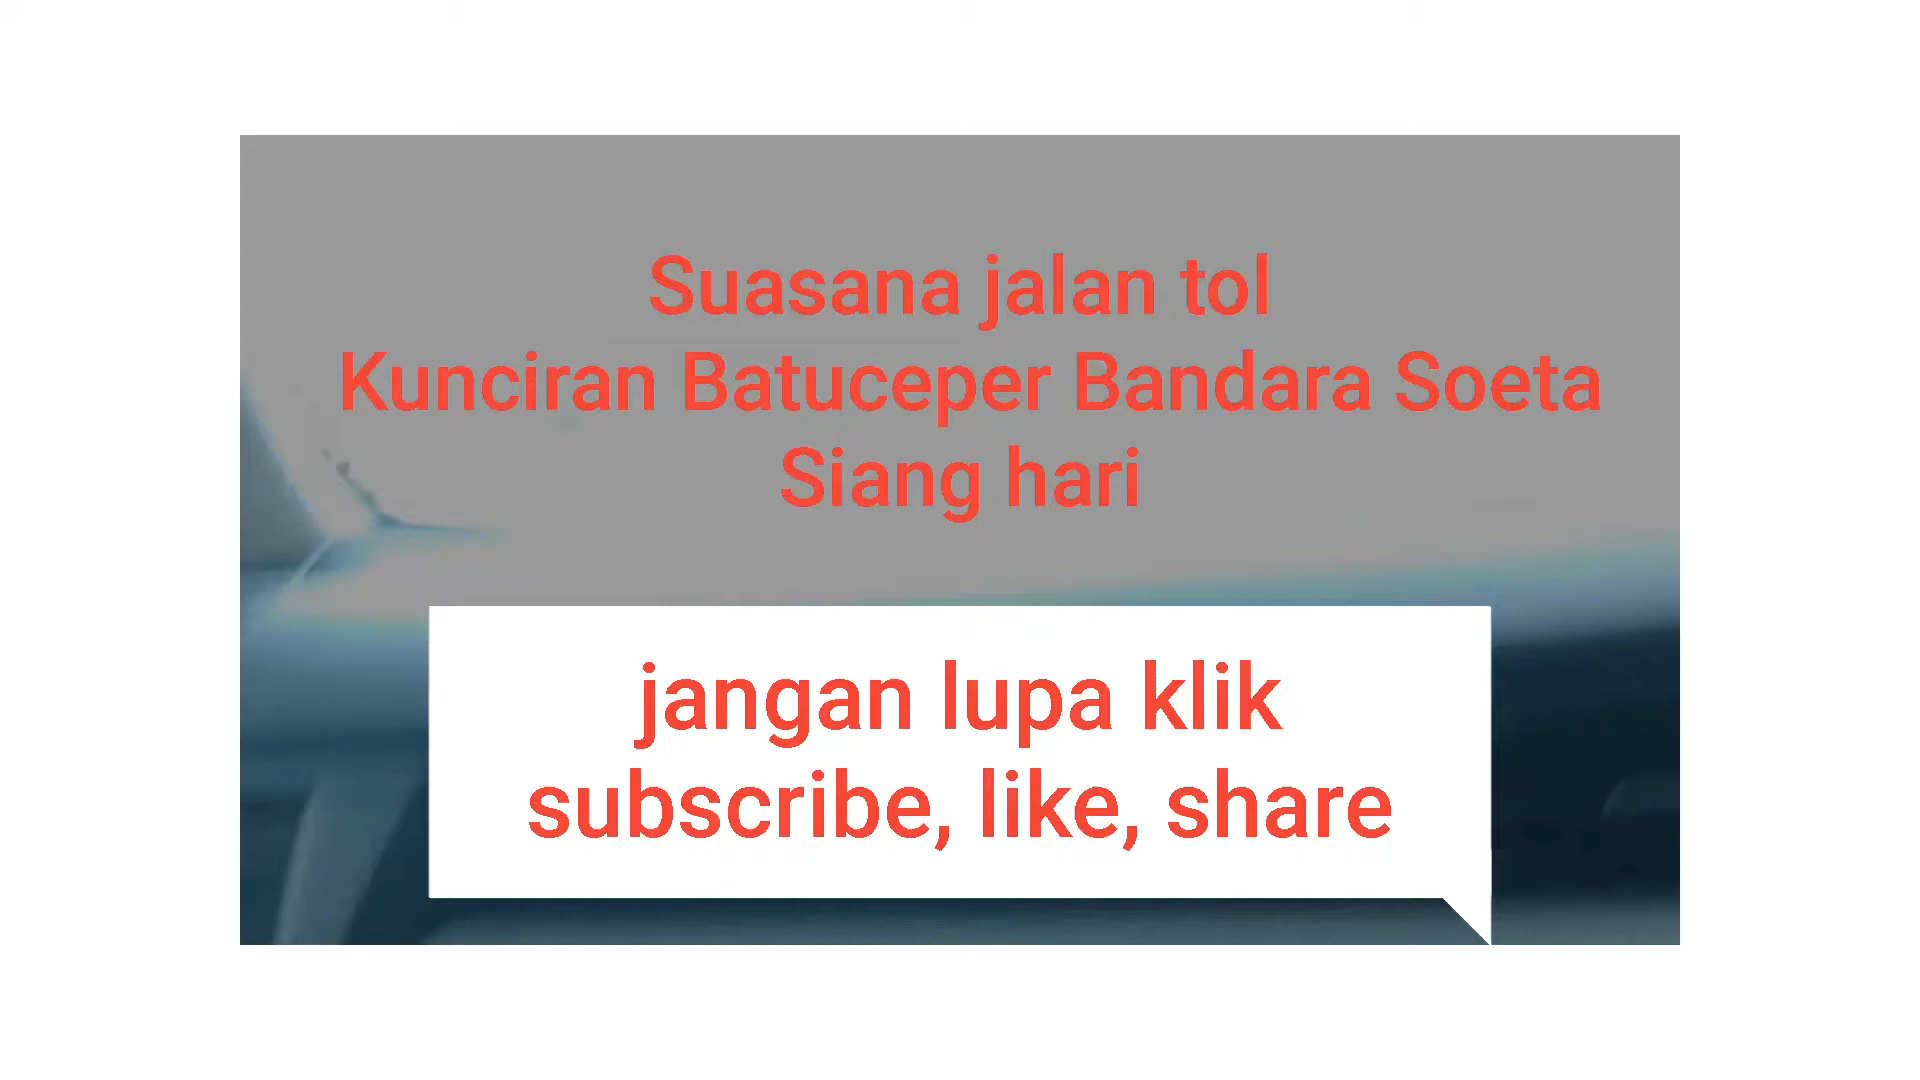 Suasana jalan tol
Kunciran Batuceper Bandara Soeta
Siang hari
jangan lupa klik
subscribe, like, share